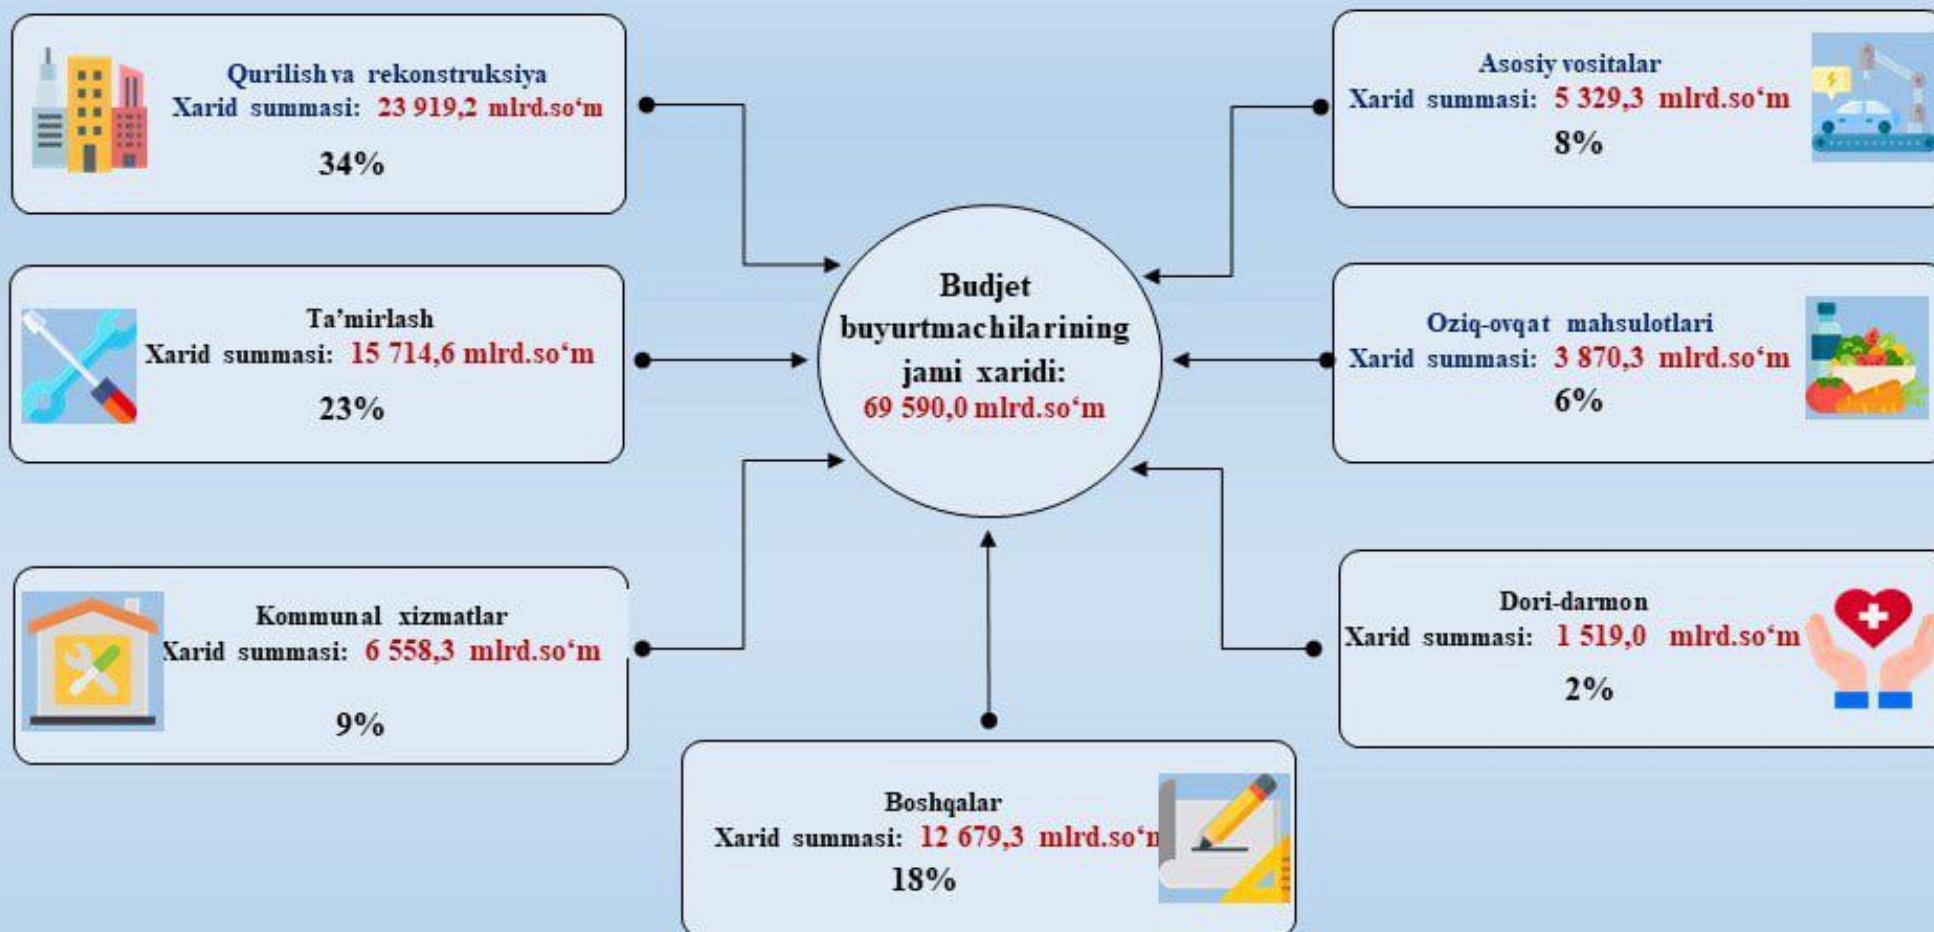 Qurilish va rekonstruksiya
Xarid summasi: 23 919,2 mlrd.so‘m
34%
Ta’mirlash
Xarid summasi: 15 714,6 mlrd.so‘m
23%
Kommunal xizmatlar
Xarid summasi: 6 558,3 mlrd.so‘m
9%
Budjet
buyurtmachilarining
jami xaridi:
69 590,0 mlrd.so‘m
Boshqalar
Xarid summasi: 12 679,3 mlrd.so‘m
18%
Asosiy vositalar
Xarid summasi: 5 329,3 mlrd.so‘m
8%
Oziq-ovqat mahsulotlari
Xarid summasi: 3 870,3 mlrd.so‘m
6%
Dori-darmon
Xarid summasi: 1 519,0 mlrd.so‘m
2%